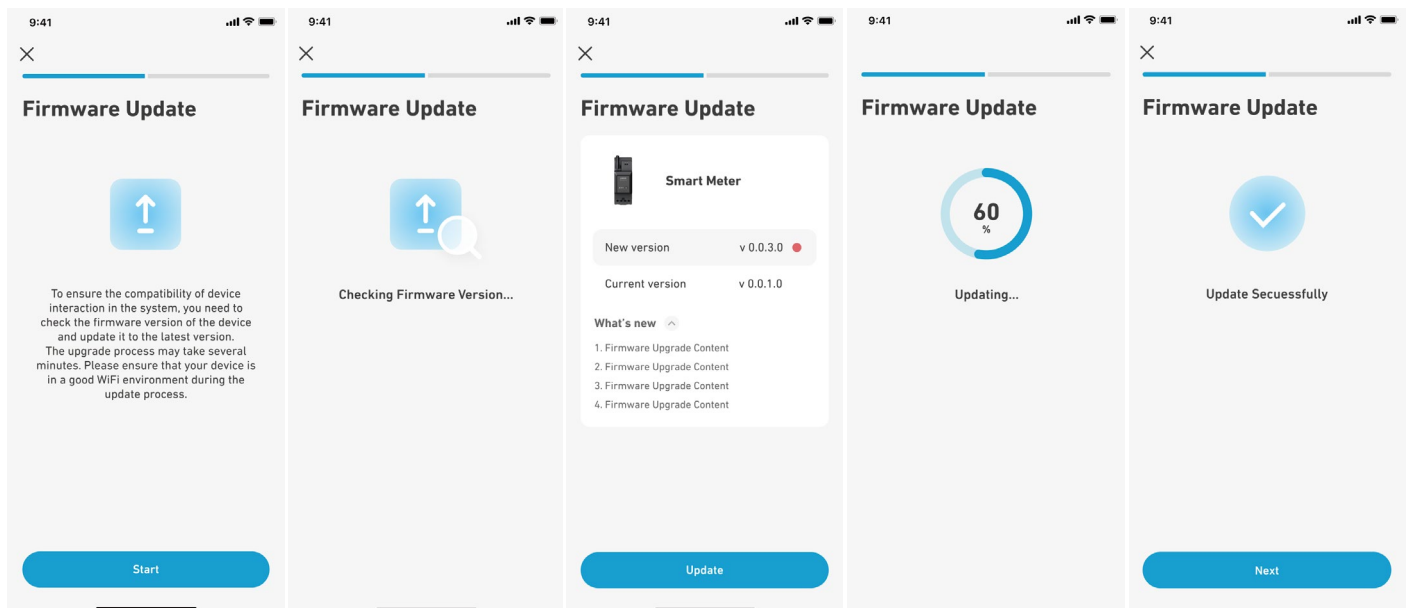 9:41
Firmware Update
To ensure the compatibility of device
interaction in the system, you need to
check the firmware version of the device
and update it to the latest version.
The upgrade process may take several
minutes. Please ensure that your device is
in a good WiFi environment during the
update process.
Start
9:41
Firmware Update
Checking Firmware Version...
9:41
Firmware Update
Smart Meter
New version v 0.0.3.0
Current version v 0.0.1.0
What's new
1. Firmware Upgrade Content
2. Firmware Upgrade Content
3. Firmware Upgrade Content
4. Firmware Upgrade Content
Update
9:41
Firmware Update
60
%
Updating...
9:41
Firmware Update
Update Secuessfully
Next